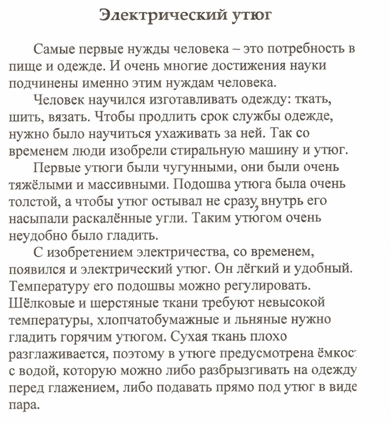 Электрический утюг
Самые первые нужды человека – это потребность в
пище и одежде. И очень многие достижения науки
подчинены именно этим нуждам человека.
Человек научился изготавливать одежду: ткать,
шить, вязать. Чтобы продлить срок службы одежде,
нужно было научиться ухаживать за ней. Так со
временем люди изобрели стиральную машину и утюг.
Первые утюги были чугунными, они были очень
тяжёлыми и массивными. Подошва утюга была очень
толстой, а чтобы утюг остывал не сразу, внутрь его
насыпали раскалённые угли. Таким утюгом очень
неудобно было гладить.
С изобретением электричества, со временем,
появился и электрический утюг. Он лёгкий и удобный.
Температуру его подошвы можно регулировать.
Шёлковые и шерстяные ткани требуют невысокой
температуры, хлопчатобумажные и льняные нужно
гладить горячим утюгом. Сухая ткань плохо
разглаживается, поэтому в утюге предусмотрена ёмкос
с водой, которую можно либо разбрызгивать на одежду
перед глажением, либо подавать прямо под утюг в виде
пара.